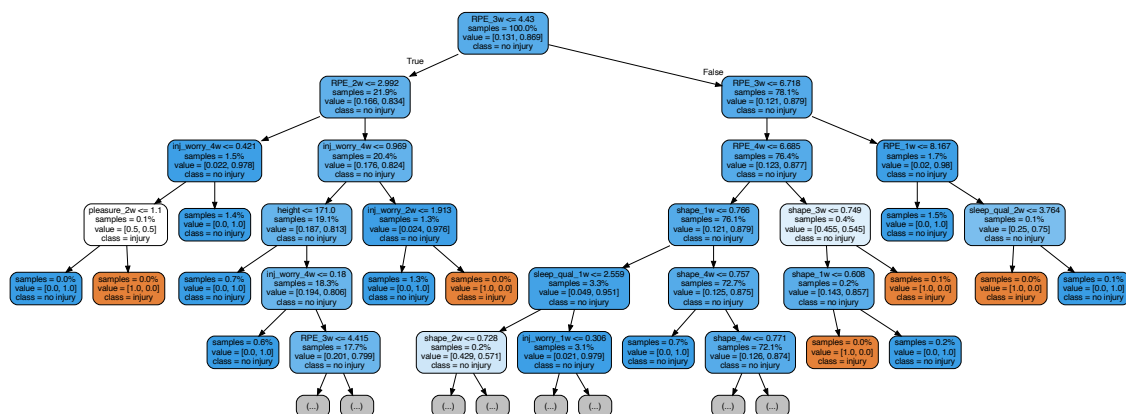 RPE_3w <= 4.43
samples = 100.0%
value = [0.131, 0.869]
class = no injury
True
False
RPE_2w <= 2.992
samples = 21.9%
value = [0.166, 0.834]
class = no injury
RPE_3w <= 6.718
samples = 78.1%
value = [0.121, 0.879]
class = no injury
inj_worry_4w <= 0.421
samples = 1.5%
value = [0.022, 0.978]
class = no injury
inj_worry_4w <= 0.969
samples = 20.4%
value = [0.176, 0.824]
class = no injury
RPE_4w <= 6.685
samples = 76.4%
value = [0.123, 0.877]
class = no injury
RPE_1w <= 8.167
samples = 1.7%
value = [0.02, 0.98]
class = no injury
pleasure_2w <= 1.1
samples = 0.1%
value = [0.5, 0.5]
class = injury
samples = 1.4%
value = [0.0, 1.0]
class = no injury
height <= 171.0
samples = 19.1%
value = [0.187, 0.813]
class = no injury
inj_worry_2w <= 1.913
samples = 1.3%
value = [0.024, 0.976]
class = no injury
shape_1w <= 0.766
samples = 76.1%
value = [0.121, 0.879]
class = no injury
shape_3w <= 0.749
samples = 0.4%
value = [0.455, 0.545]
class = no injury
samples = 1.5%
value = [0.0, 1.0]
class = no injury
sleep_qual_2w <= 3.764
samples = 0.1%
value = [0.25, 0.75]
class = no injury
samples = 0.0%
value = [0.0, 1.0]
class = no injury
samples = 0.0%
value = [1.0, 0.0]
class = injury
samples = 0.7%
value = [0.0, 1.0]
class = no injury
inj_worry_4w <= 0.18
samples = 18.3%
value = [0.194, 0.806]
class = no injury
samples = 1.3%
value = [0.0, 1.0]
class = no injury
samples = 0.0%
value = [1.0, 0.0]
class = injury
sleep_qual_1w <= 2.559
samples = 3.3%
value = [0.049, 0.951]
class = no injury
shape_4w <= 0.757
samples = 72.7%
value = [0.125, 0.875]
class = no injury
shape_1w <= 0.608
samples = 0.2%
value = [0.143, 0.857]
class = no injury
samples = 0.1%
value = [1.0, 0.0]
class = injury
samples = 0.0%
value = [1.0, 0.0]
class = injury
samples = 0.1%
value = [0.0, 1.0]
class = no injury
samples = 0.6%
value = [0.0, 1.0]
class = no injury
RPE_3w <= 4.415
samples = 17.7%
value = [0.201, 0.799]
class = no injury
shape_2w <= 0.728
samples = 0.2%
value = [0.429, 0.571]
class = no injury
inj_worry_1w <= 0.306
samples = 3.1%
value = [0.021, 0.979]
class = no injury
samples = 0.7%
value = [0.0, 1.0]
class = no injury
shape_4w <= 0.771
samples = 72.1%
value = [0.126, 0.874]
class = no injury
samples = 0.0%
value = [1.0, 0.0]
class = injury
samples = 0.2%
value = [0.0, 1.0]
class = no injury
(...)
(...)
(...)
(...)
(...)
(...)
(...)
(...)